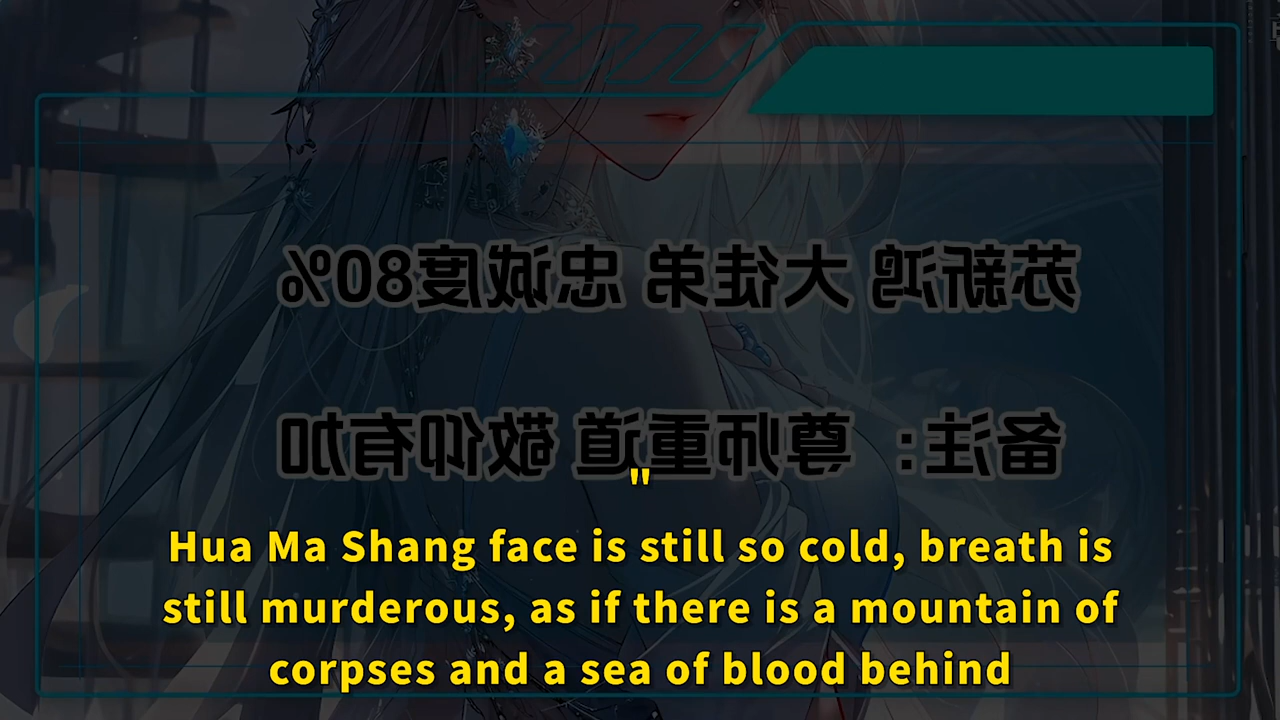 苏新鸿 大徒弟 忠诚度80%
备注：尊师重道 敬仰有加
"
Hua Ma Shang face is still so cold, breath is
still murderous, as if there is a mountain of
corpses and a sea of blood behind